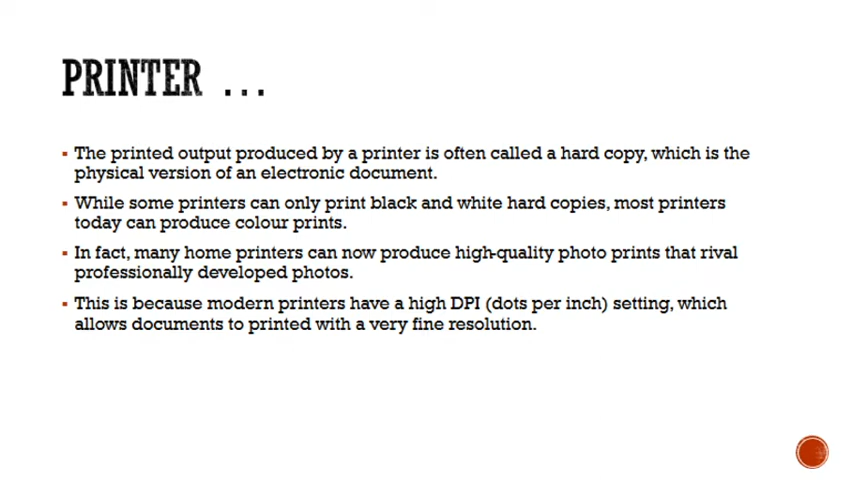 PRINTER ...
▪ The printed output produced by a printer is often called a hard copy, which is the
physical version of an electronic document.
▪ While some printers can only print black and white hard copies, most printers
today can produce colour prints.
▪ In fact, many home printers can now produce high-quality photo prints that rival
professionally developed photos.
▪ This is because modern printers have a high DPI (dots per inch) setting, which
allows documents to printed with a very fine resolution.